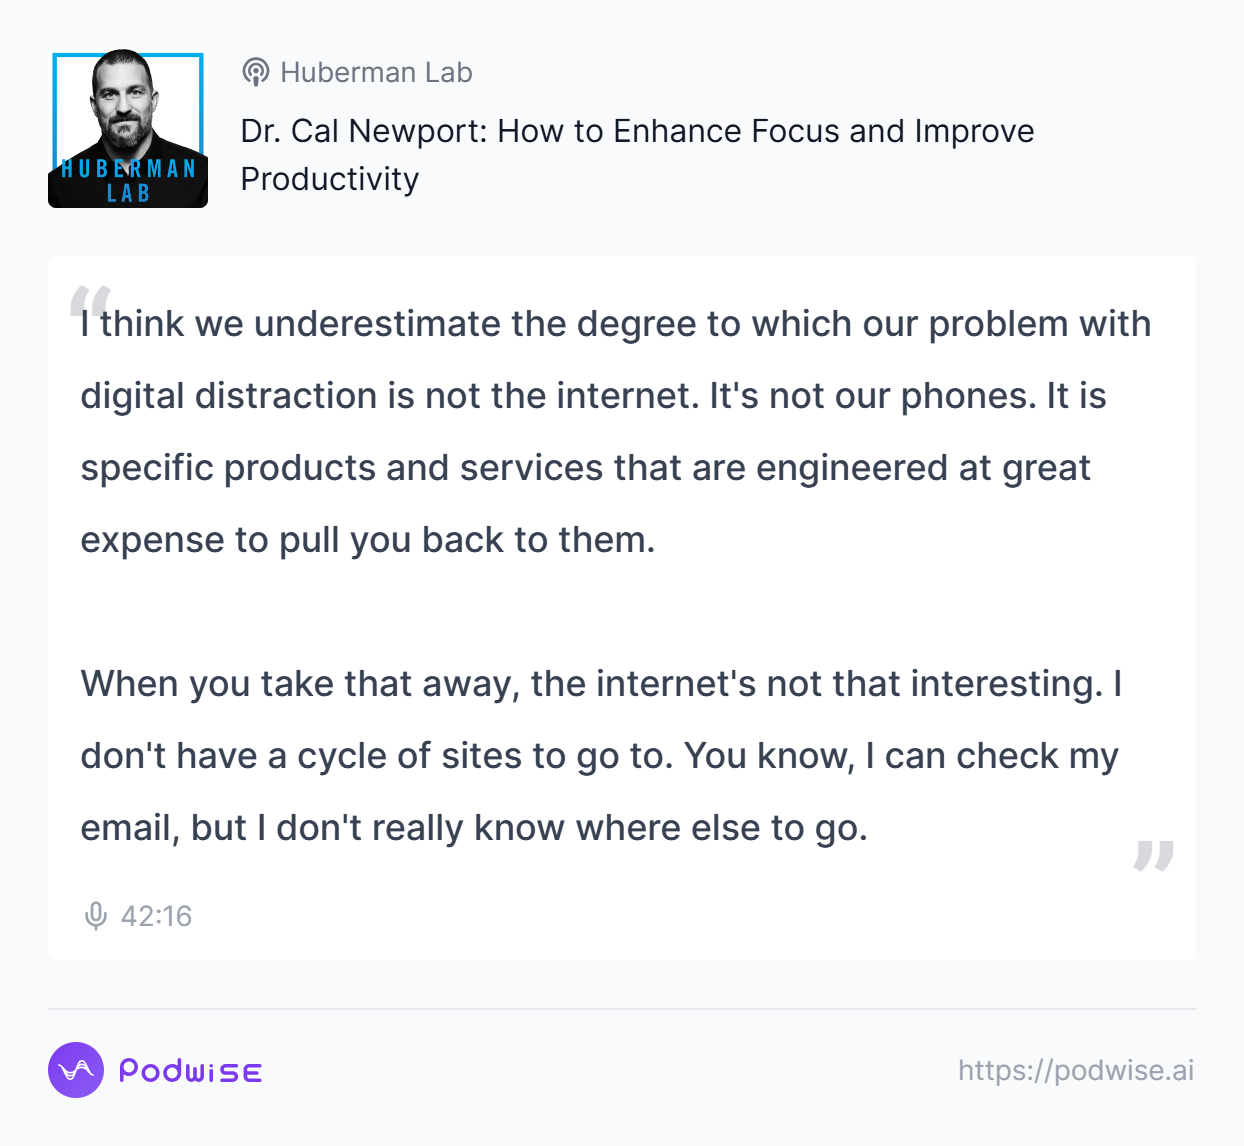 HUBERMAN
LAB
Huberman Lab
Dr. Cal Newport: How to Enhance Focus and Improve
Productivity
“
I think we underestimate the degree to which our problem with
digital distraction is not the internet. It's not our phones. It is
specific products and services that are engineered at great
expense to pull you back to them.
When you take that away, the internet's not that interesting. I
don't have a cycle of sites to go to. You know, I can check my
email, but I don't really know where else to go.
”
42:16
Podwise
https://podwise.ai